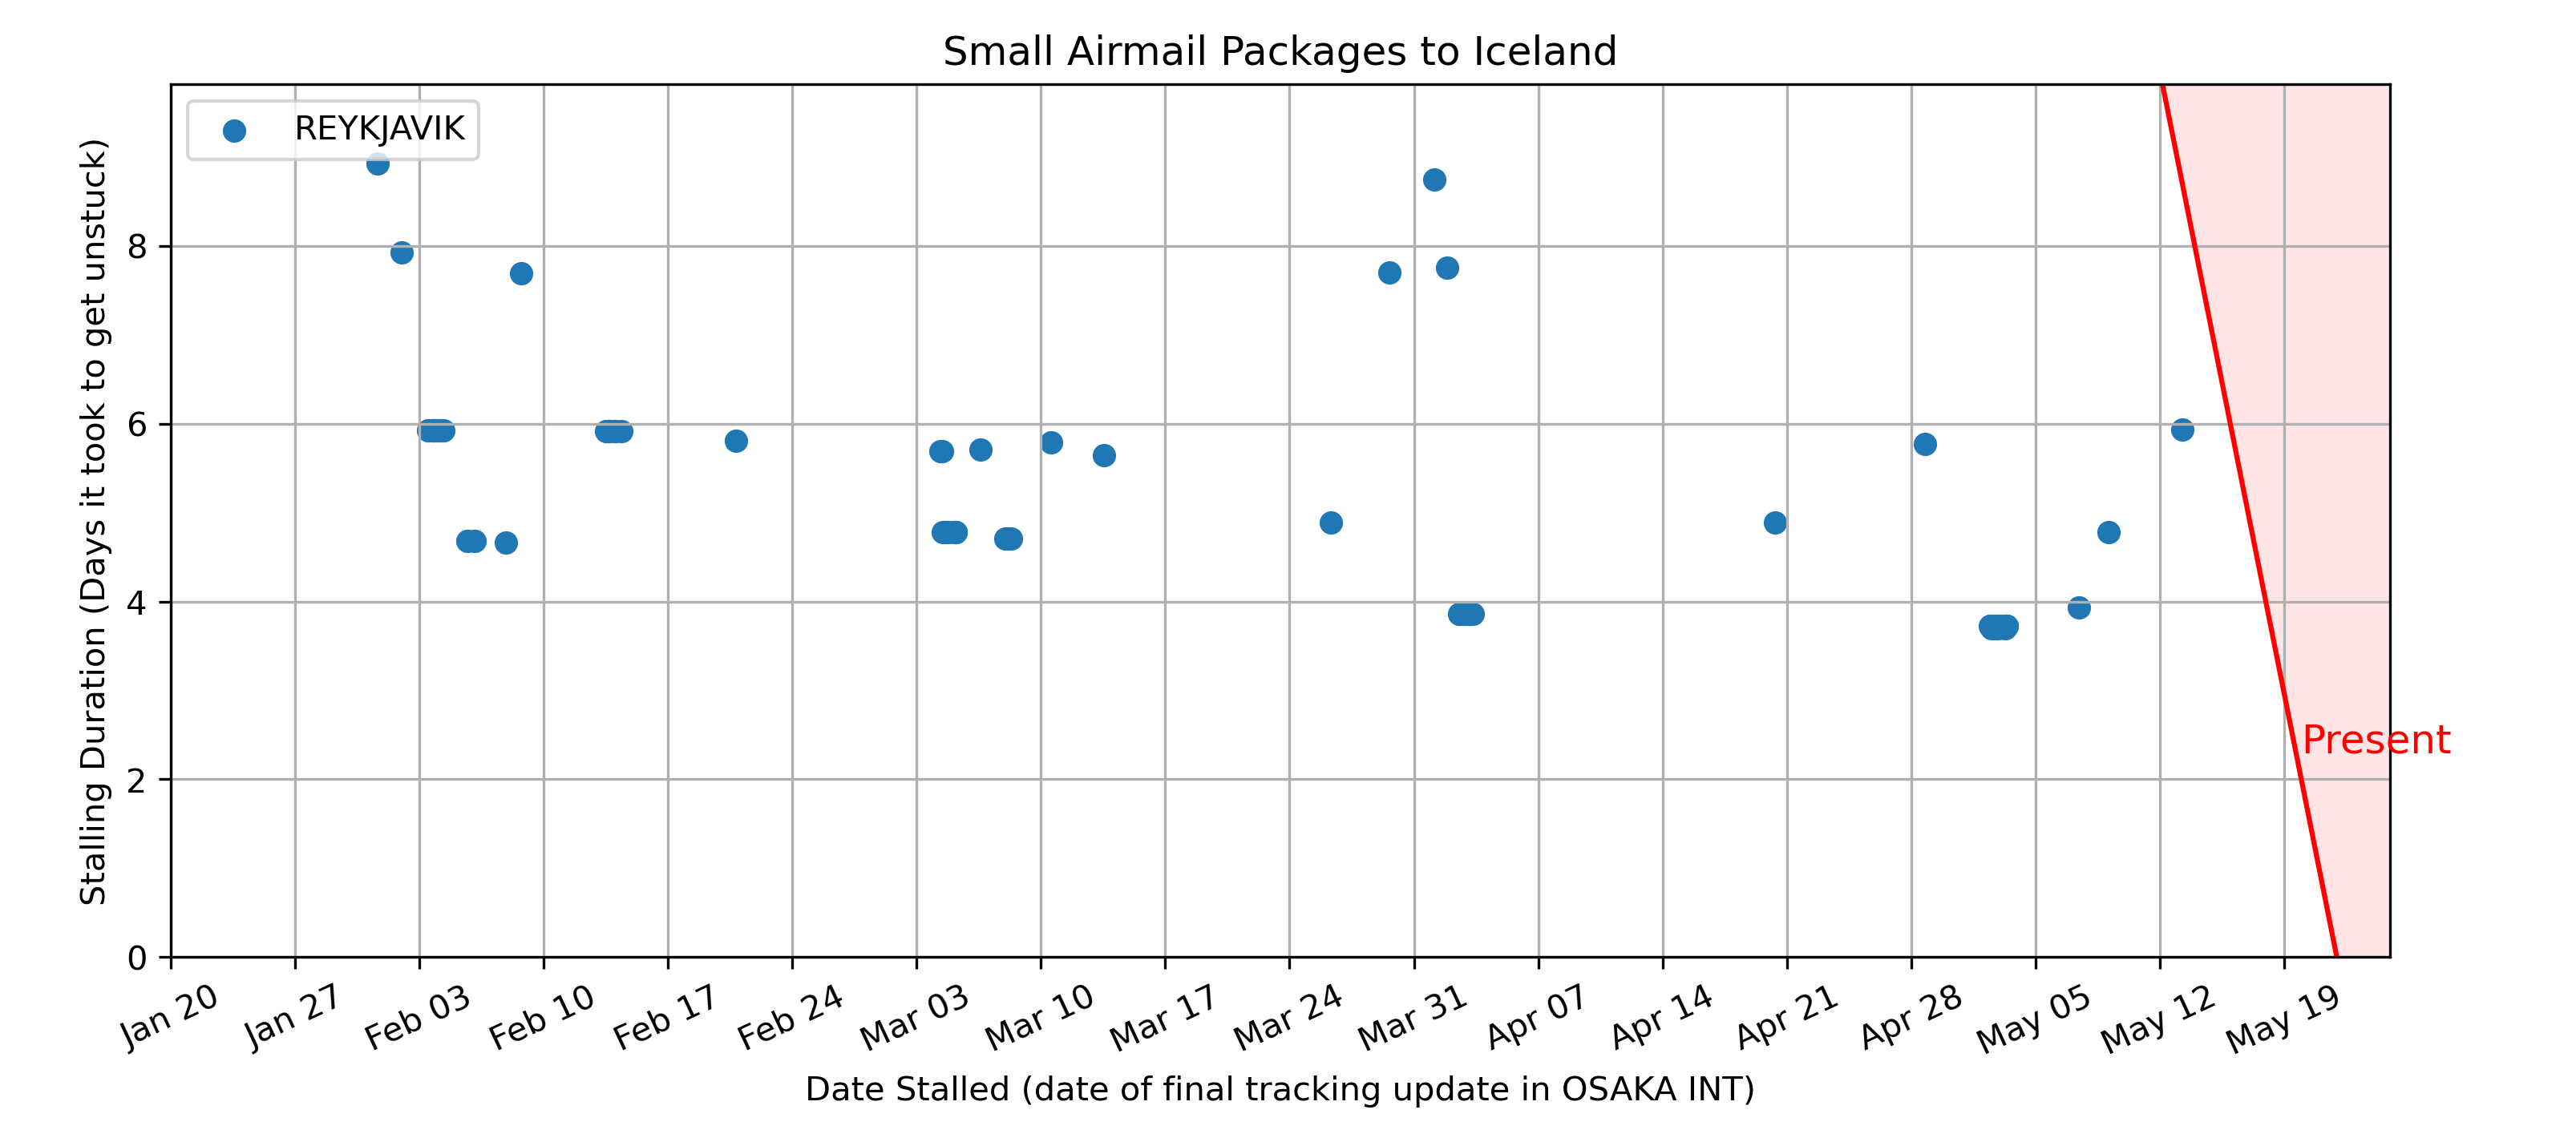 Small Airmail Packages to Iceland
REYKJAVIK
Stalling Duration (Days it took to get unstuck)
8
6
4
2
0
Present
Jan 20
Jan 27
Feb 03
Feb 10
Feb 17
Feb 24
Mar 03
Mar 10
Mar 17
Mar 24
Mar 31
Apr 07
Apr 14
Apr 21
Apr 28
May 05
May 12
May 19
Date Stalled (date of final tracking update in OSAKA INT)